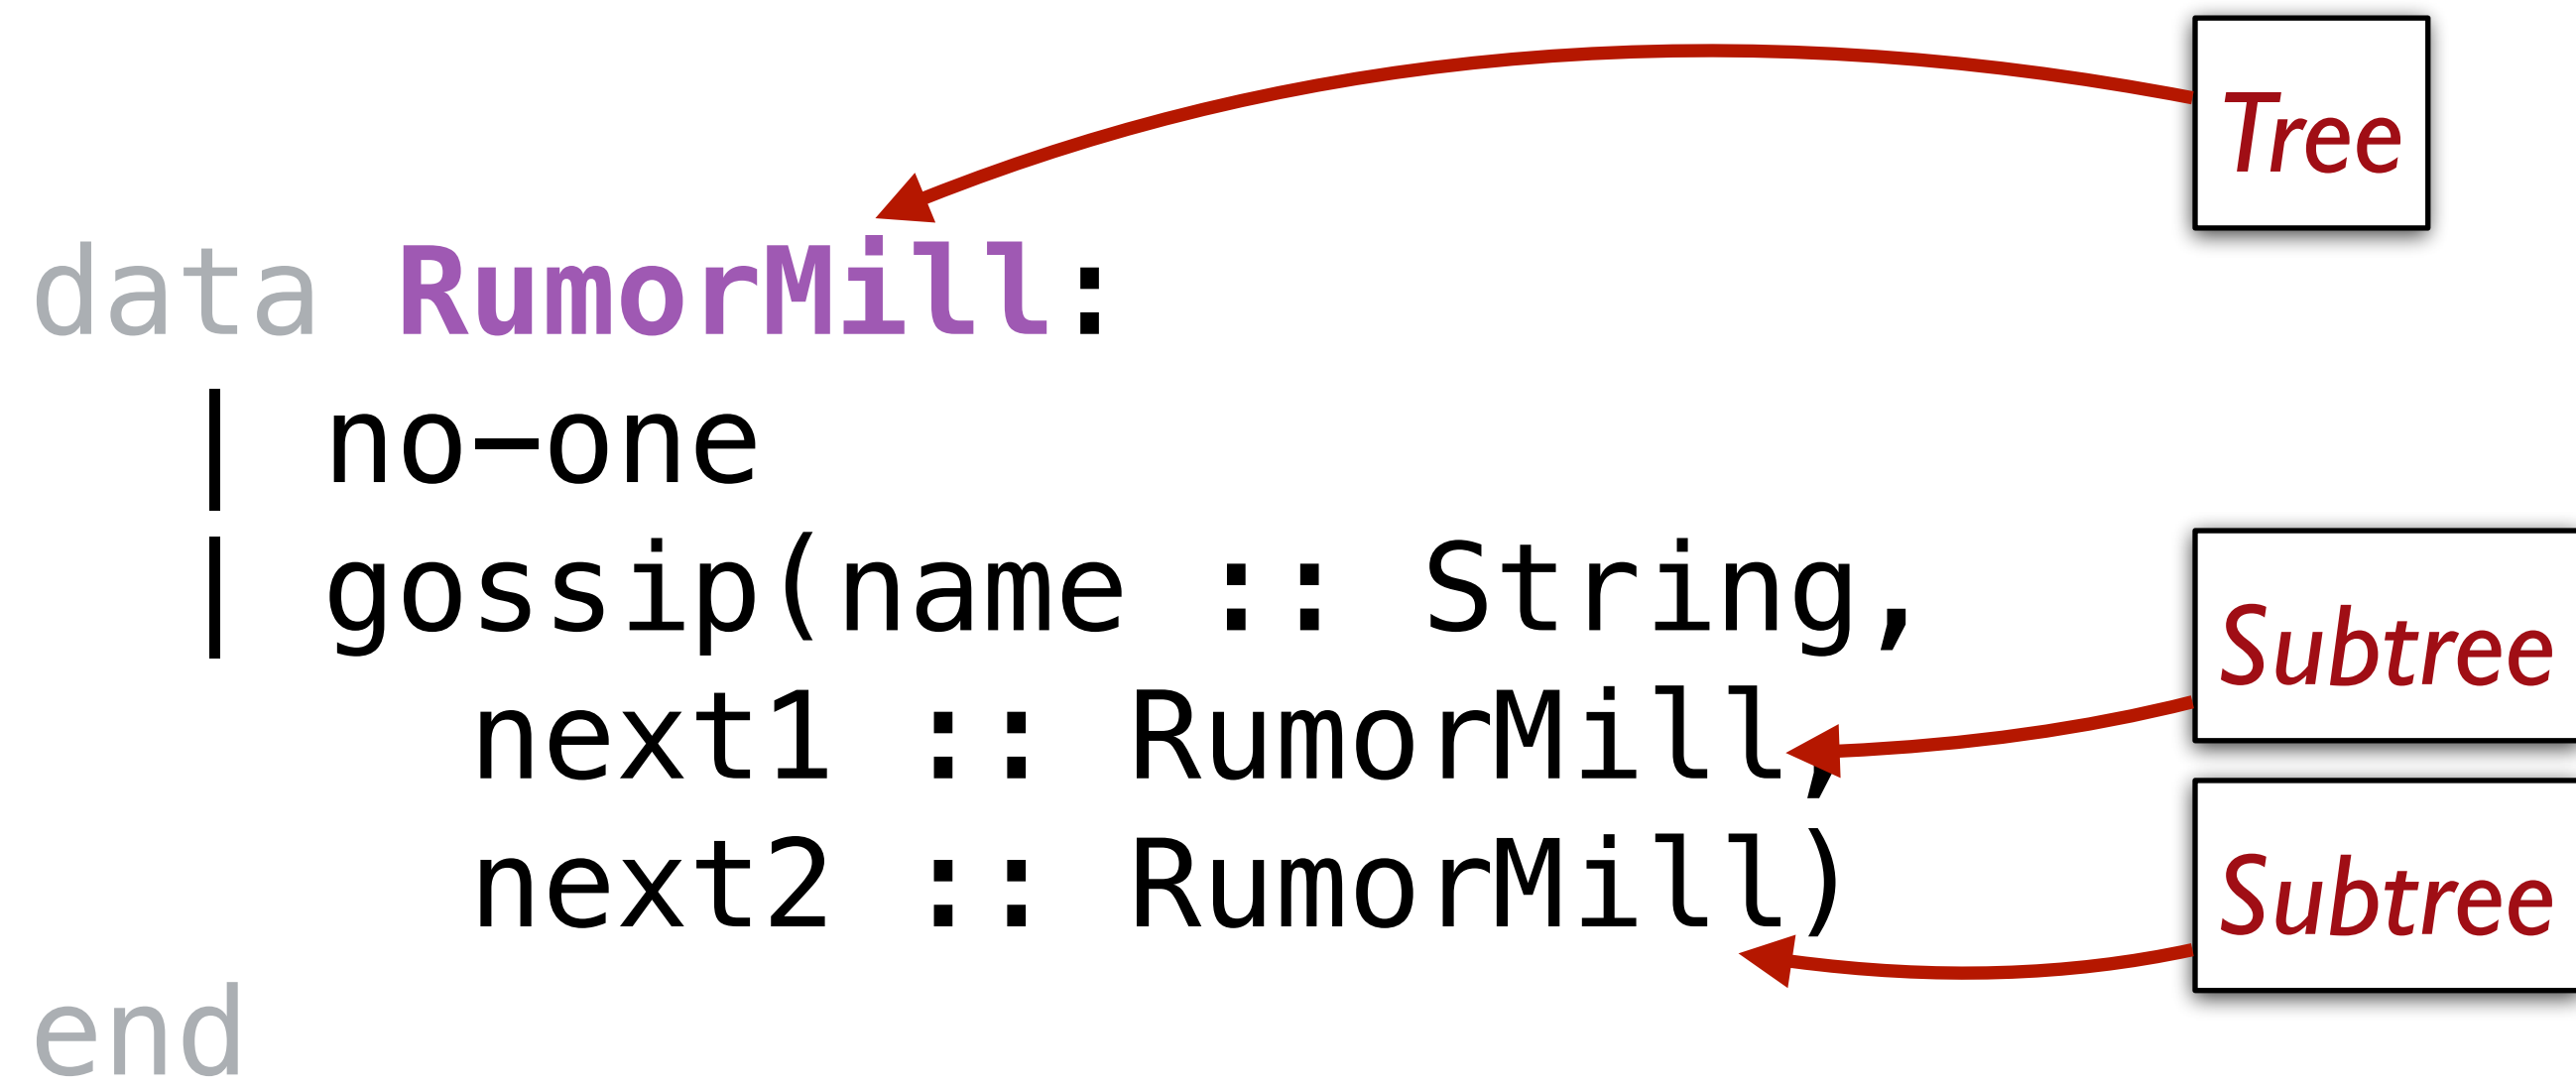 Tree
data RumorMill:
| no-one
| gossip(name :: String,
next1 :: RumorMill,
Subtree
next2 :: RumorMill)
Subtree
end